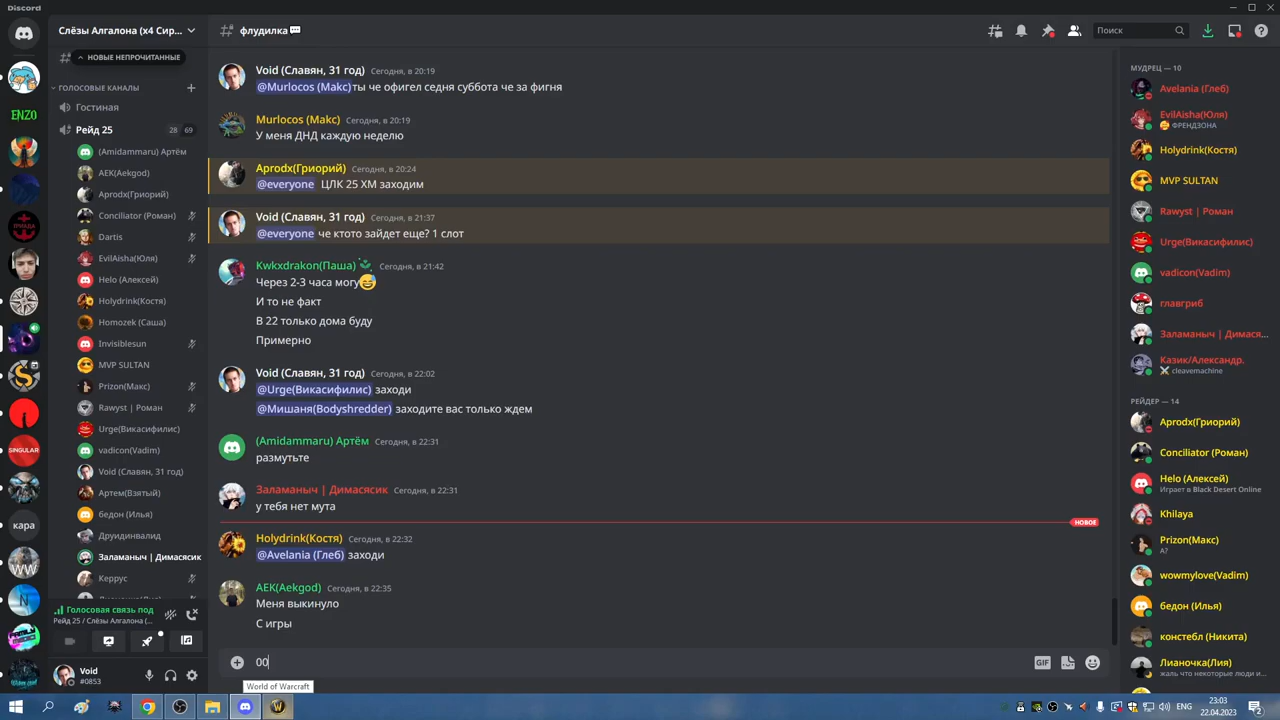 Discord
Слёзы Алгалона (x4 Сир...
флудилка
Поиск
НОВЫЕ НЕПРОЧИТАННЫЕ
ГОЛОСОВЫЕ КАНАЛЫ
Гостиная
Рейд 25 28 69
(Amidammaru) Артём
AEK(Aekgod)
Aprodx(Гриорий)
Conciliator (Роман)
Dartis
EvilAisha(Юля)
Helo (Алексей)
Holydrink(Костя)
Homozek (Саша)
Invisiblesun
MVP SULTAN
Prizon(Макс)
Rawyst | Роман
Urge(Викасифилис)
vadicon(Vadim)
Void (Славян, 31 год)
Артем(Взятый)
бедон (Илья)
Друидинвалид
Заламаныч | Димасясик
Керрус
Голосовая связь под
Рейд 25 / Слёзы Алгалона (...
Void
#0853
ENZO
ТРИАДА
SINGULAR
кара
WW
Void (Славян, 31 год) Сегодня, в 20:19
@Murlocos (Макс)ты че офигел седня суббота че за фигня
Murlocos (Макс) Сегодня, в 20:19
У меня ДНД каждую неделю
Aprodx(Гриорий) Сегодня, в 20:24
@everyone ЦЛК 25 ХМ заходим
Void (Славян, 31 год) Сегодня, в 21:37
@everyone че ктото зайдет еще? 1 слот
Kwkxdrakon(Паша) Сегодня, в 21:42
Через 2-3 часа могу
И то не факт
В 22 только дома буду
Примерно
Void (Славян, 31 год) Сегодня, в 22:02
@Urge(Викасифилис) заходи
@Мишаня(Bodyshredder) заходите вас только ждем
(Amidammaru) Артём Сегодня, в 22:31
размутьте
Заламаныч | Димасясик Сегодня, в 22:31
у тебя нет мута
НОВОЕ
Holydrink(Костя) Сегодня, в 22:32
@Avelania (Глеб) заходи
AEK(Aekgod) Сегодня, в 22:35
Меня выкинуло
С игры
00
GIF
World of Warcraft
МУДРЕЦ — 10
Avelania (Глеб)
EvilAisha(Юля)
ФРЕНДЗОНА
Holydrink(Костя)
MVP SULTAN
Rawyst | Роман
Urge(Викасифилис)
vadicon(Vadim)
главгриб
Заламаныч | Димася...
Казик/Александр.
cleavemachine
РЕЙДЕР — 14
Aprodx(Гриорий)
Conciliator (Роман)
Helo (Алексей)
Играет в Black Desert Online
Khilaya
Prizon(Макс)
А?
wowmylove(Vadim)
бедон (Илья)
констебл (Никита)
Лианочка(Лия)
жаль что некоторые люди и...
ENG
23:03
22.04.2023
2